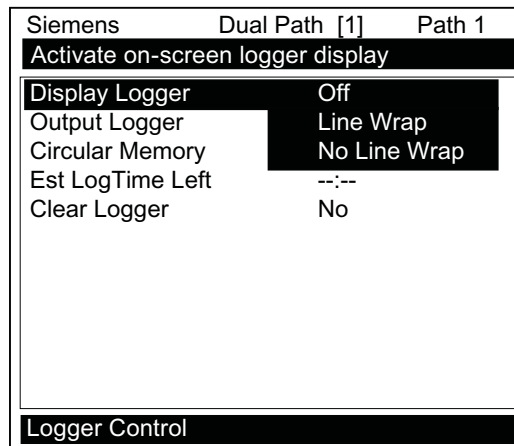 Siemens Dual Path [1] Path 1
Activate on-screen logger display
Display Logger Off
Output Logger Line Wrap
Circular Memory No Line Wrap
Est LogTime Left --:--
Clear Logger No
Logger Control